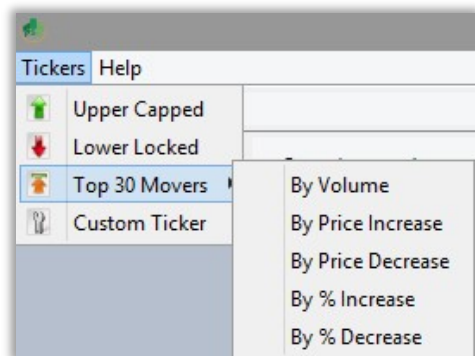 Tickers Help
Upper Capped
Lower Locked
Top 30 Movers
Custom Ticker
By Volume
By Price Increase
By Price Decrease
By % Increase
By % Decrease